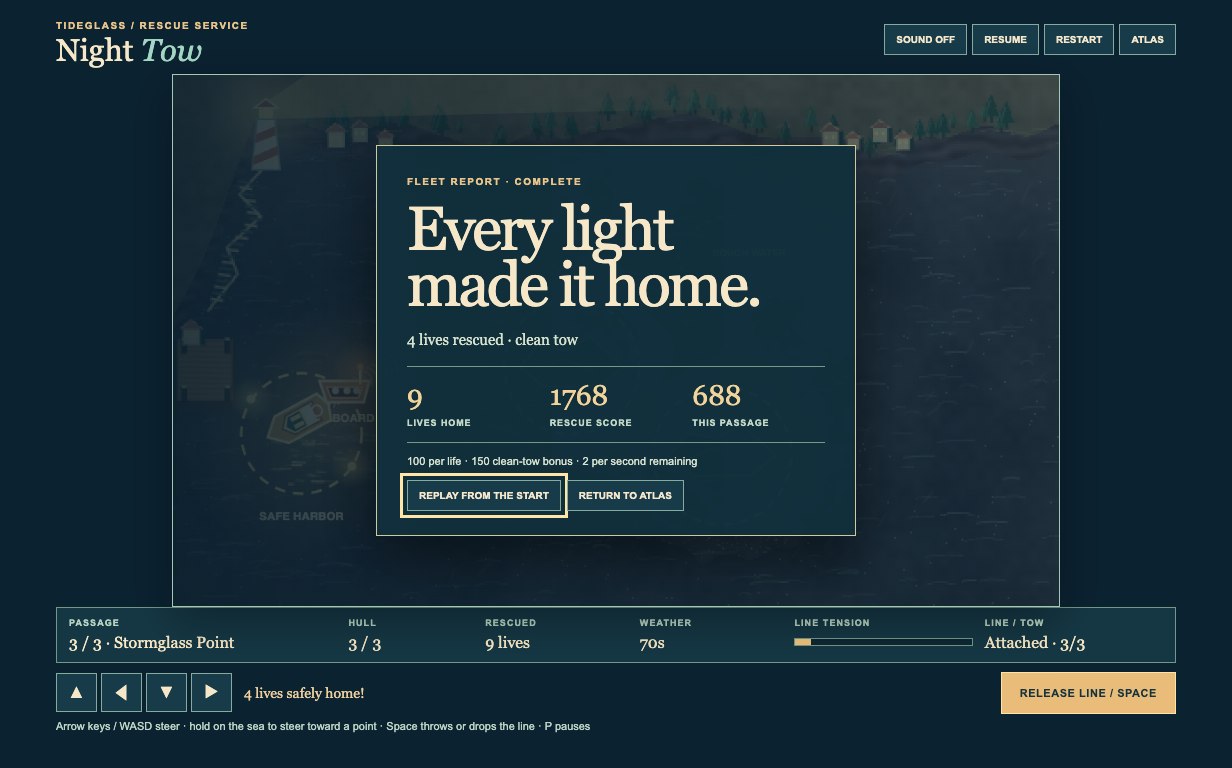 TIDEGLASS / RESCUE SERVICE
Night Tow
SOUND OFF
RESUME
RESTART
ATLAS
FLEET REPORT · COMPLETE
Every light
made it home.
4 lives rescued · clean tow
9
LIVES HOME
1768
RESCUE SCORE
688
THIS PASSAGE
100 per life · 150 clean-tow bonus · 2 per second remaining
REPLAY FROM THE START
RETURN TO ATLAS
SAFE HARBOR
PASSAGE
3 / 3 · Stormglass Point
HULL
3 / 3
RESCUED
9 lives
WEATHER
70s
LINE TENSION
LINE / TOW
Attached · 3/3
4 lives safely home!
RELEASE LINE / SPACE
Arrow keys / WASD steer · hold on the sea to steer toward a point · Space throws or drops the line · P pauses